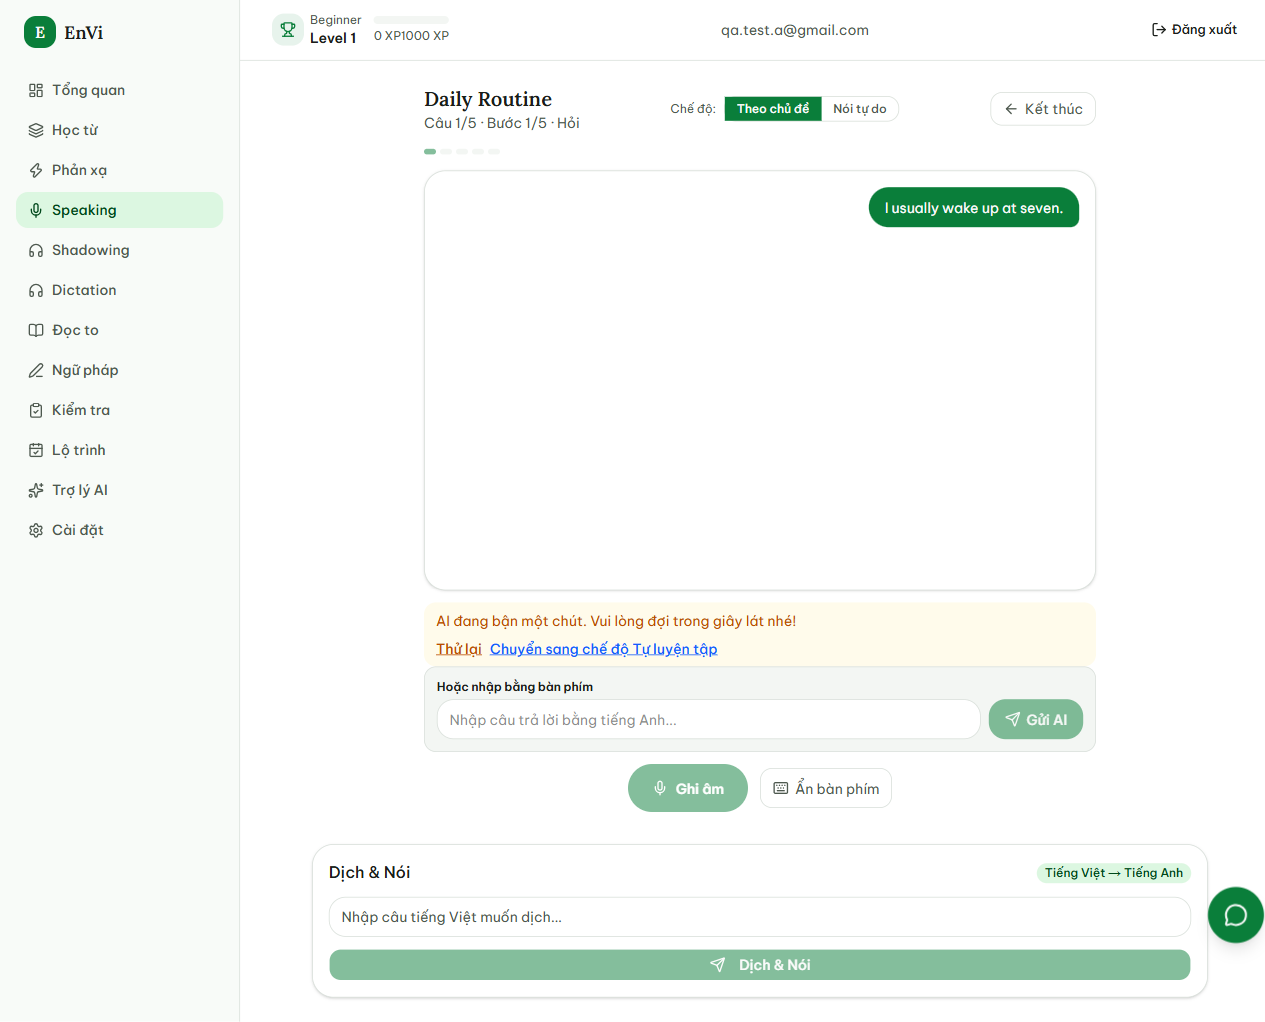 E EnVi
Tổng quan
Học từ
Phản xạ
Speaking
Shadowing
Dictation
Đọc to
Ngữ pháp
Kiểm tra
Lộ trình
Trợ lý AI
Cài đặt
Beginner
Level 1
0 XP1000 XP
qa.test.a@gmail.com
Đăng xuất
Daily Routine
Câu 1/5 · Bước 1/5 · Hỏi
Chế độ:
Theo chủ đề
Nói tự do
Kết thúc
I usually wake up at seven.
AI đang bận một chút. Vui lòng đợi trong giây lát nhé!
Thử lại Chuyển sang chế độ Tự luyện tập
Hoặc nhập bằng bàn phím
Nhập câu trả lời bằng tiếng Anh...
Gửi AI
Ghi âm
Ẩn bàn phím
Dịch & Nói
Tiếng Việt → Tiếng Anh
Nhập câu tiếng Việt muốn dịch...
Dịch & Nói